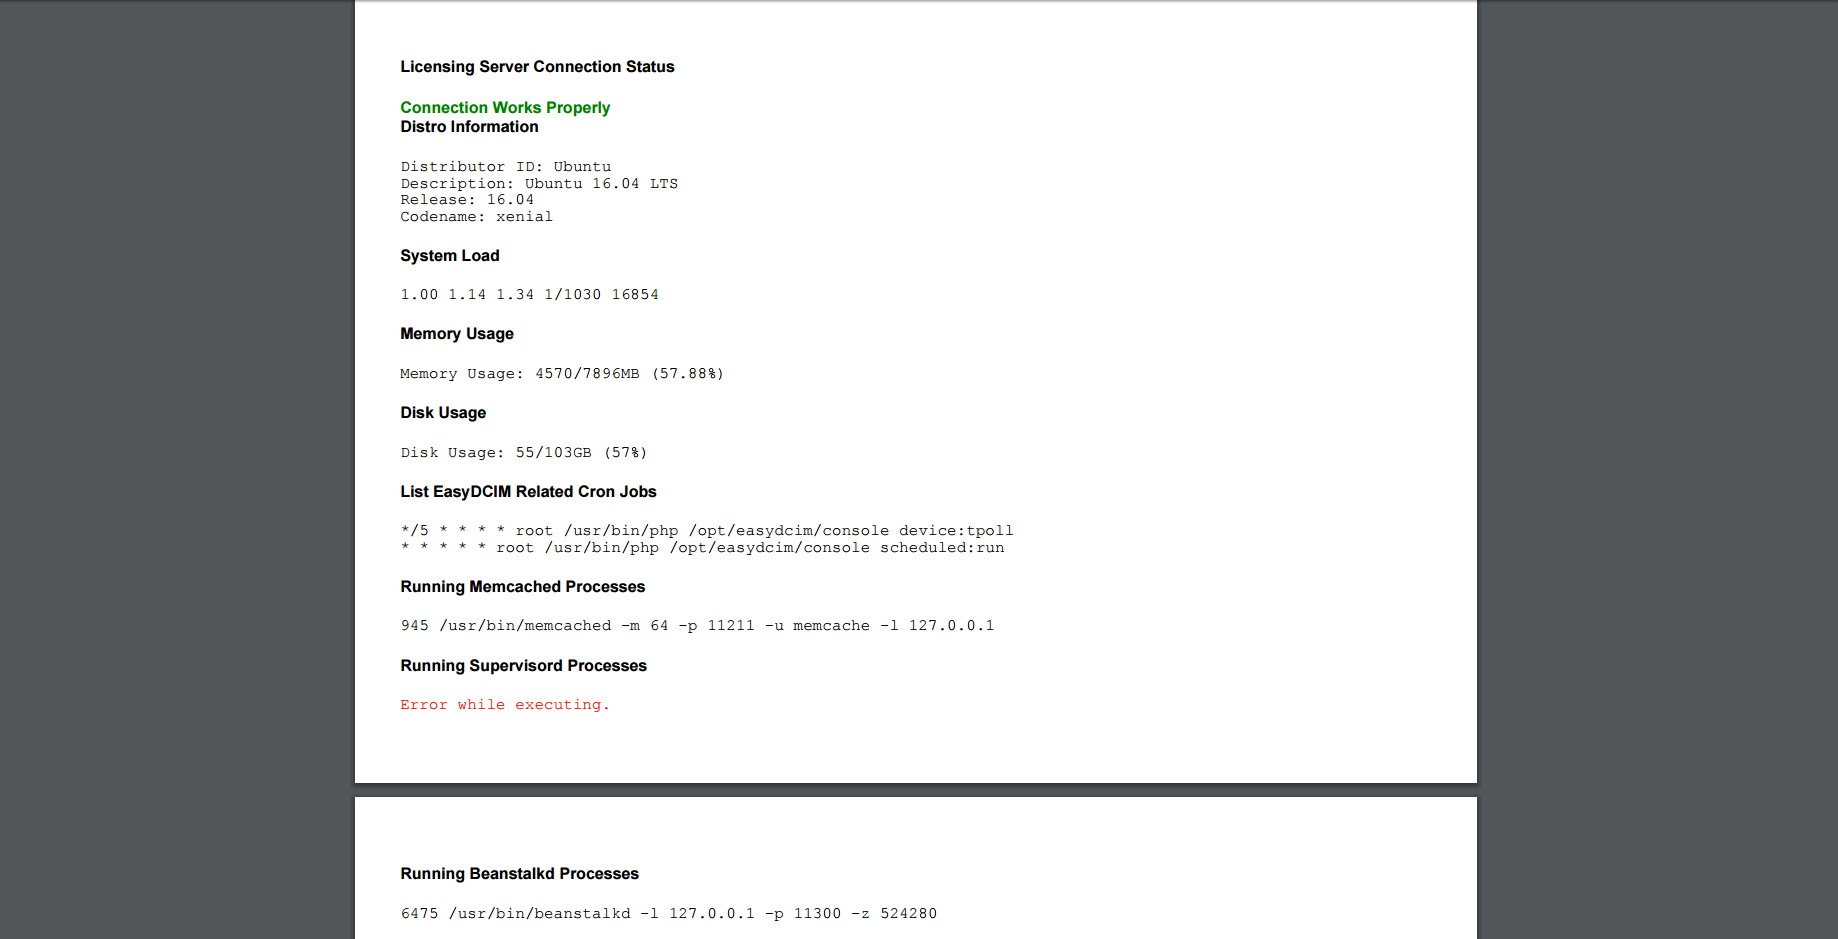 Licensing Server Connection Status
Connection Works Properly
Distro Information
Distributor ID: Ubuntu
Description: Ubuntu 16.04 LTS
Release: 16.04
Codename: xenial
System Load
1.00 1.14 1.34 1/1030 16854
Memory Usage
Memory Usage: 4570/7896MB (57.88%)
Disk Usage
Disk Usage: 55/103GB (57%)
List EasyDCIM Related Cron Jobs
*/5 * * * * root /usr/bin/php /opt/easydcim/console device:tpoll
* * * * * root /usr/bin/php /opt/easydcim/console scheduled:run
Running Memcached Processes
945 /usr/bin/memcached -m 64 -p 11211 -u memcache -l 127.0.0.1
Running Supervisord Processes
Error while executing.
Running Beanstalkd Processes
6475 /usr/bin/beanstalkd -l 127.0.0.1 -p 11300 -z 524280